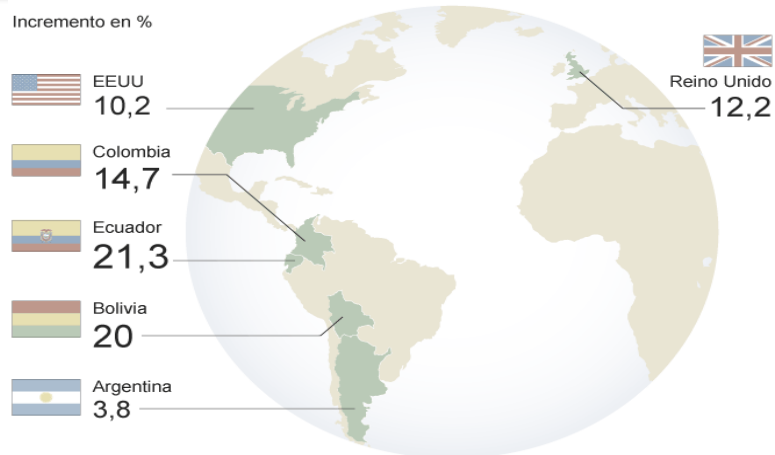 Incremento en %
EEUU
10,2
Colombia
14,7
Ecuador
21,3
Bolivia
20
Argentina
3,8
Reino Unido
12,2